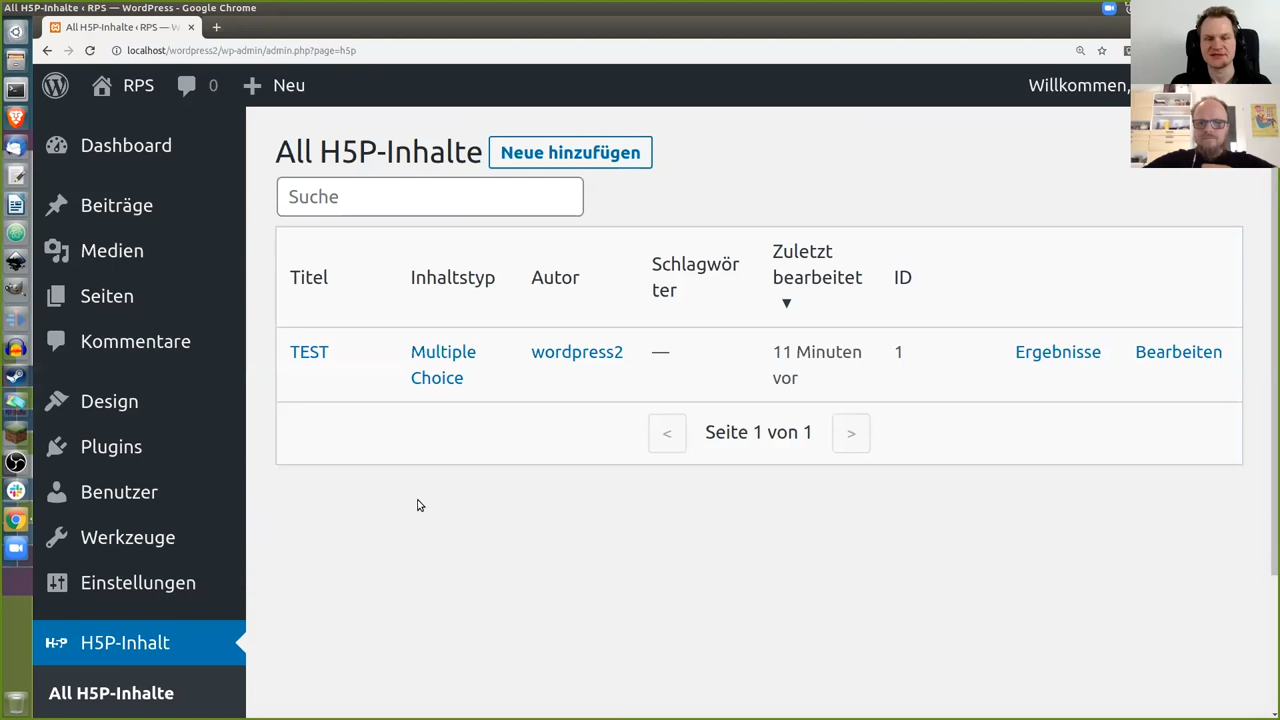 All H5P-Inhalte ‹ RPS — WordPress - Google Chrome
All H5P-Inhalte ‹ RPS — W
localhost/wordpress2/wp-admin/admin.php?page=h5p
RPS
0
Neu
Willkommen,
Dashboard
Beiträge
Medien
Seiten
Kommentare
Design
Plugins
Benutzer
Werkzeuge
Einstellungen
H5P
H5P-Inhalt
All H5P-Inhalte
All H5P-Inhalte
Neue hinzufügen
Suche
Titel
Inhaltstyp
Autor
Schlagwör
ter
Zuletzt
bearbeitet
▼
ID
TEST
Multiple
Choice
wordpress2
—
11 Minuten
vor
1
Ergebnisse
Bearbeiten
<
Seite 1 von 1
>